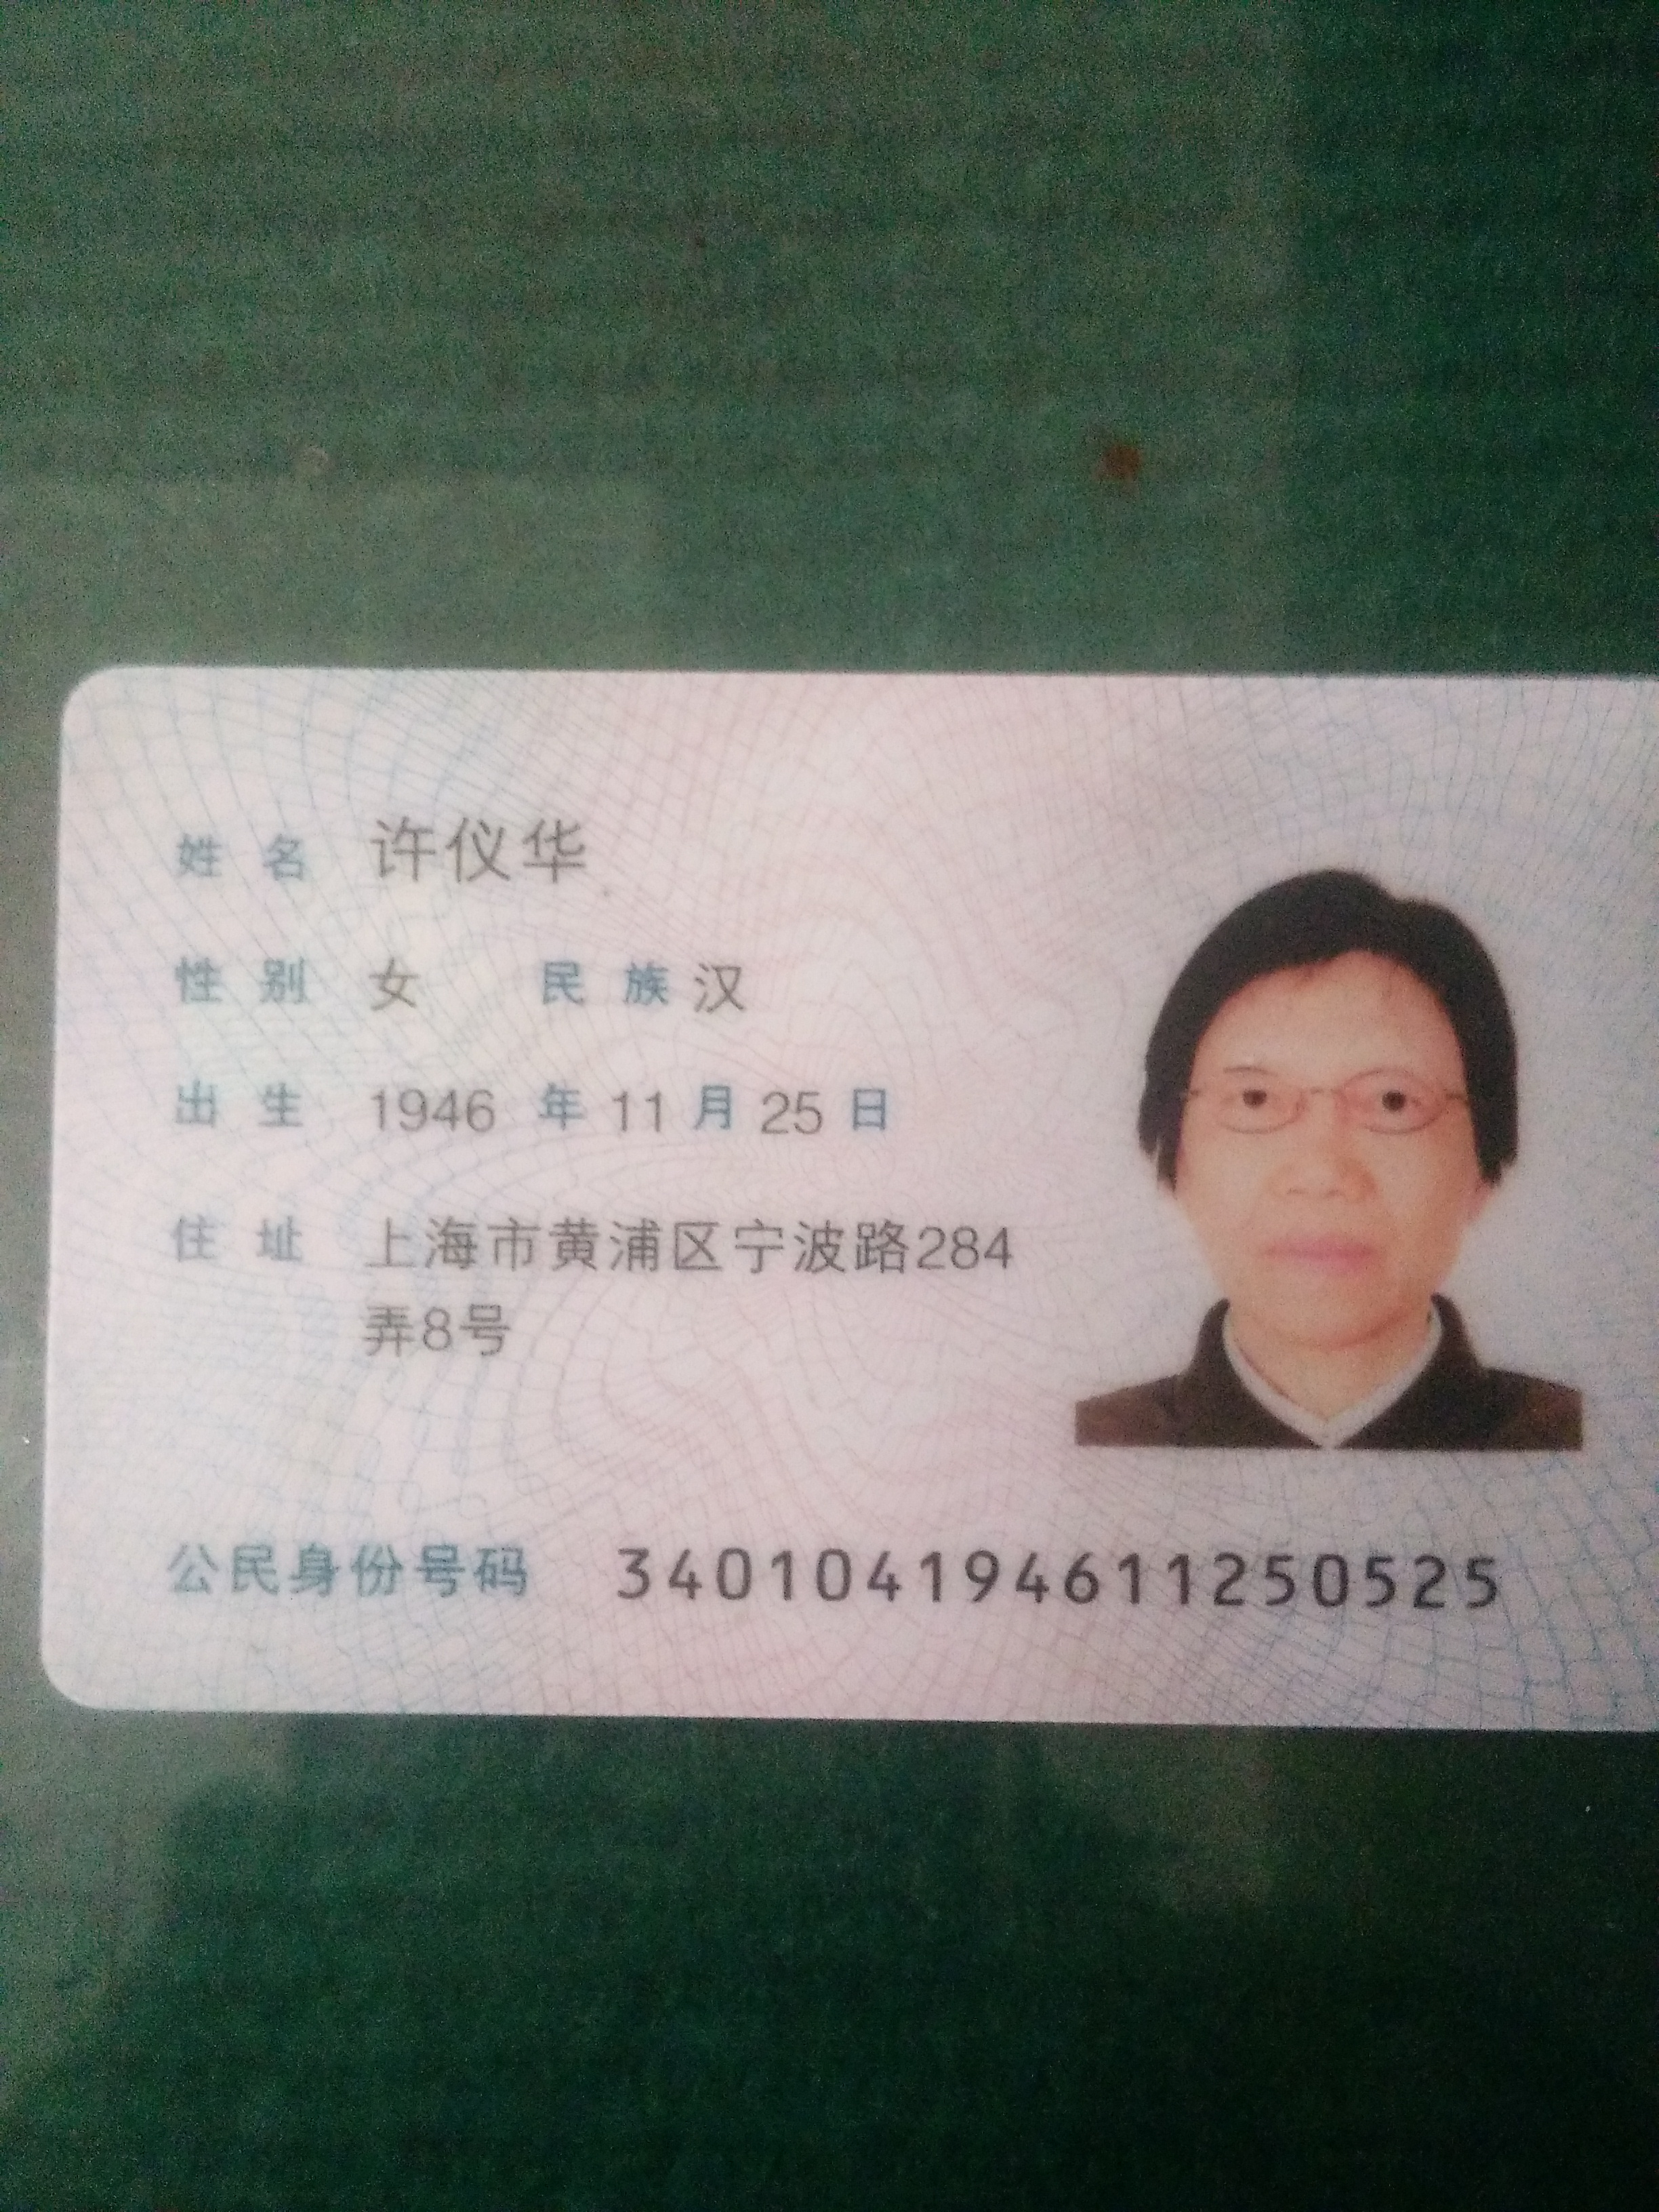 姓名 许仪华
性别 女 民族 汉
出生 1946 年 11 月 25 日
住址 上海市黄浦区宁波路284
弄8号
公民身份号码 340104194611250525